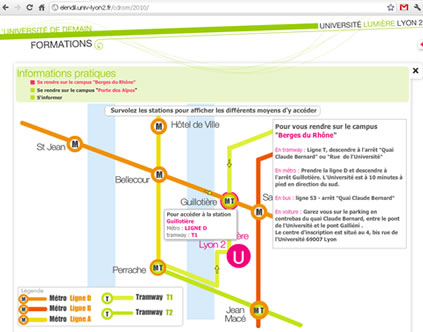 elendil.univ-lyon2.fr/cdrom/2010/
L'UNIVERSITÉ DE DEMAIN
UNIVERSITÉ LUMIÈRE LYON 2
FORMATIONS
Informations pratiques
Se rendre sur le campus "Berges du Rhône"
Se rendre sur le campus "Porte des Alpes"
S'informer
Survolez les stations pour afficher les différents moyens d'y accéder
Hôtel de Ville
St Jean
Bellecour
Guillotière
Sa
Pour accéder à la station
Guillotière
Métro : LIGNE D
tramway : T1
ière
Lyon 2
U
Perrache
Jean
Macé
Pour vous rendre sur le campus
"Berges du Rhône"
En tramway : Ligne T, descendre à l'arrêt "Quai
Claude Bernard" ou "Rue de l'Université"
En métro : Prenez la ligne D et descendre à
l'arrêt Guillotière. L'Université est à 10 minutes à
pied en direction du sud.
En bus : ligne 53 - arrêt "Quai Claude Bernard"
En voiture : Garez vous sur le parking en
contrebas du quai Claude Bernard, entre le pont
de l'Université et le pont Galliéni .
Le centre d'inscription est situé au 4, bis rue de
l'Université 69007 Lyon
Légende
M Métro Ligne D
M Métro Ligne B
M Métro Ligne A
T Tramway T1
T Tramway T2
M
M
M
M T
M
M T
M T